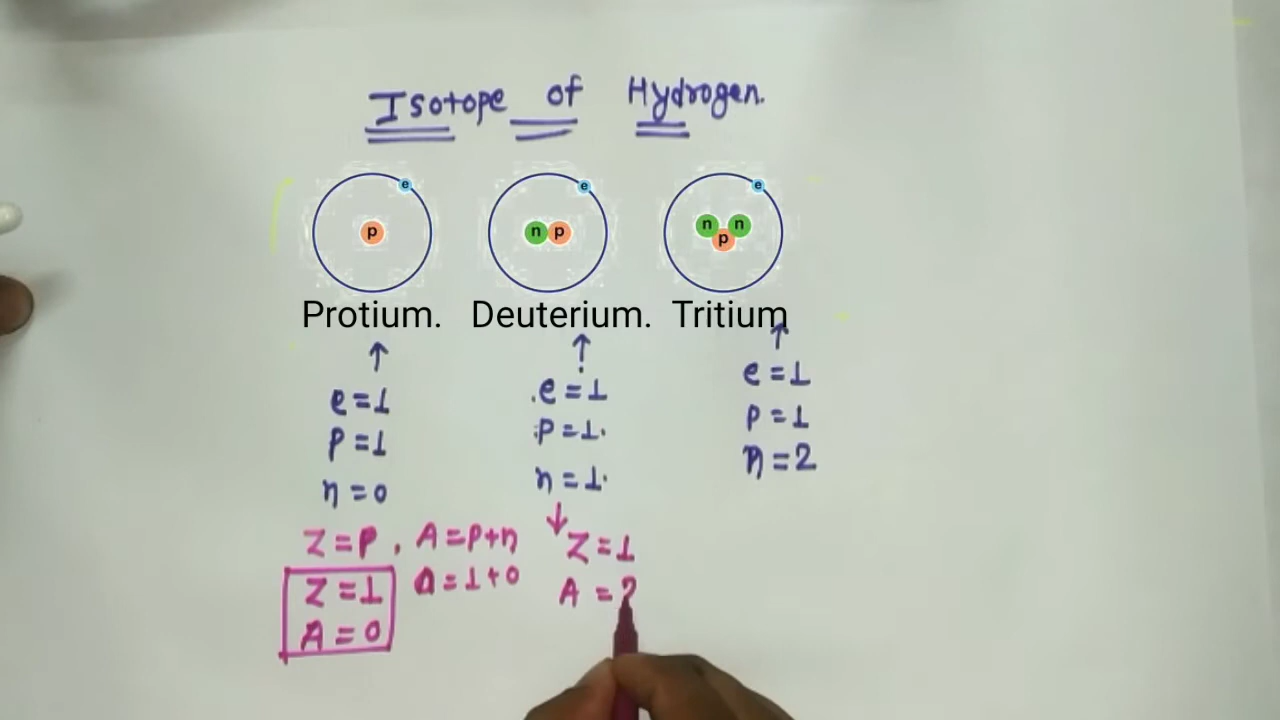 Isotope of Hydrogen.
e e e
p n p n p n
Protium. Deuterium. Tritium
e = 1
p = 1
n = 0
.e = 1
p = 1.
n = 1.
e = 1
p = 1
n = 2
Z = p, A = p+n
Z = 1 A = 1+0
A = 0
Z = 1
A = 2